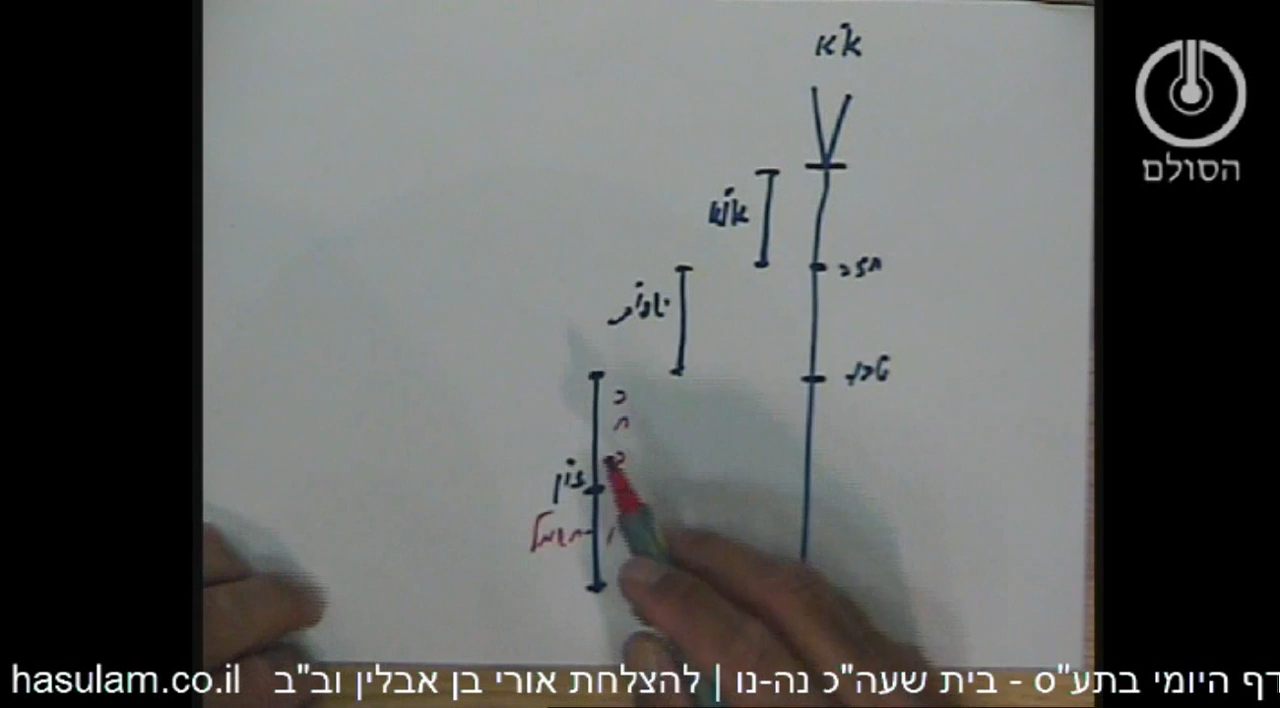 א"א
הסולם
או"א
חזה
ישסו"ת
טבור
כ
ח
זו"ן
hasulam.co.il דף היומי בתע"ס - בית שעה"כ נה-נו | להצלחת אורי בן אבלין וב"ב